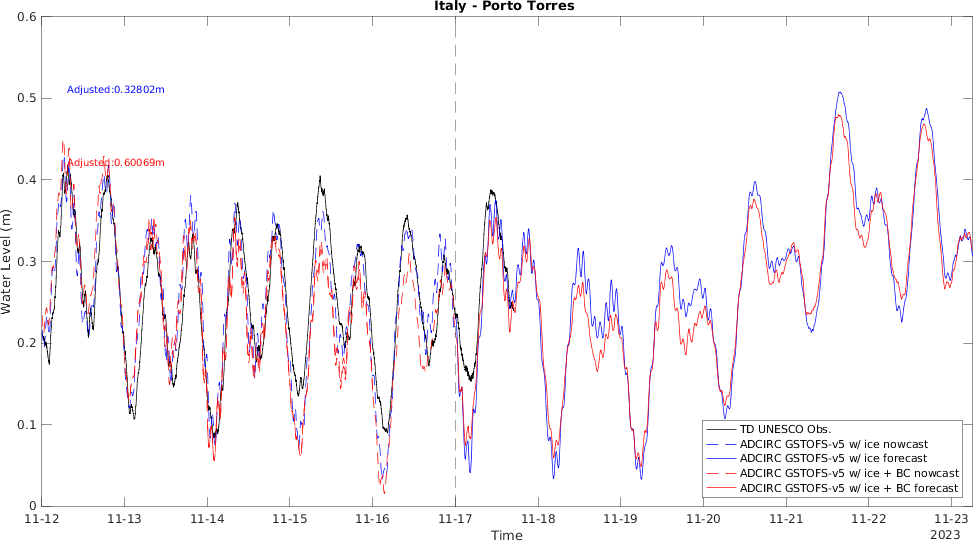 Italy - Porto Torres
0.6
0.5
0.4
0.3
0.2
0.1
0
Water Level (m)
Adjusted:0.32802m
Adjusted:0.60069m
TD UNESCO Obs.
ADCIRC GSTOFS-v5 w/ ice nowcast
ADCIRC GSTOFS-v5 w/ ice forecast
ADCIRC GSTOFS-v5 w/ ice + BC nowcast
ADCIRC GSTOFS-v5 w/ ice + BC forecast
11-12 11-13 11-14 11-15 11-16 11-17 11-18 11-19 11-20 11-21 11-22 11-23
Time
2023